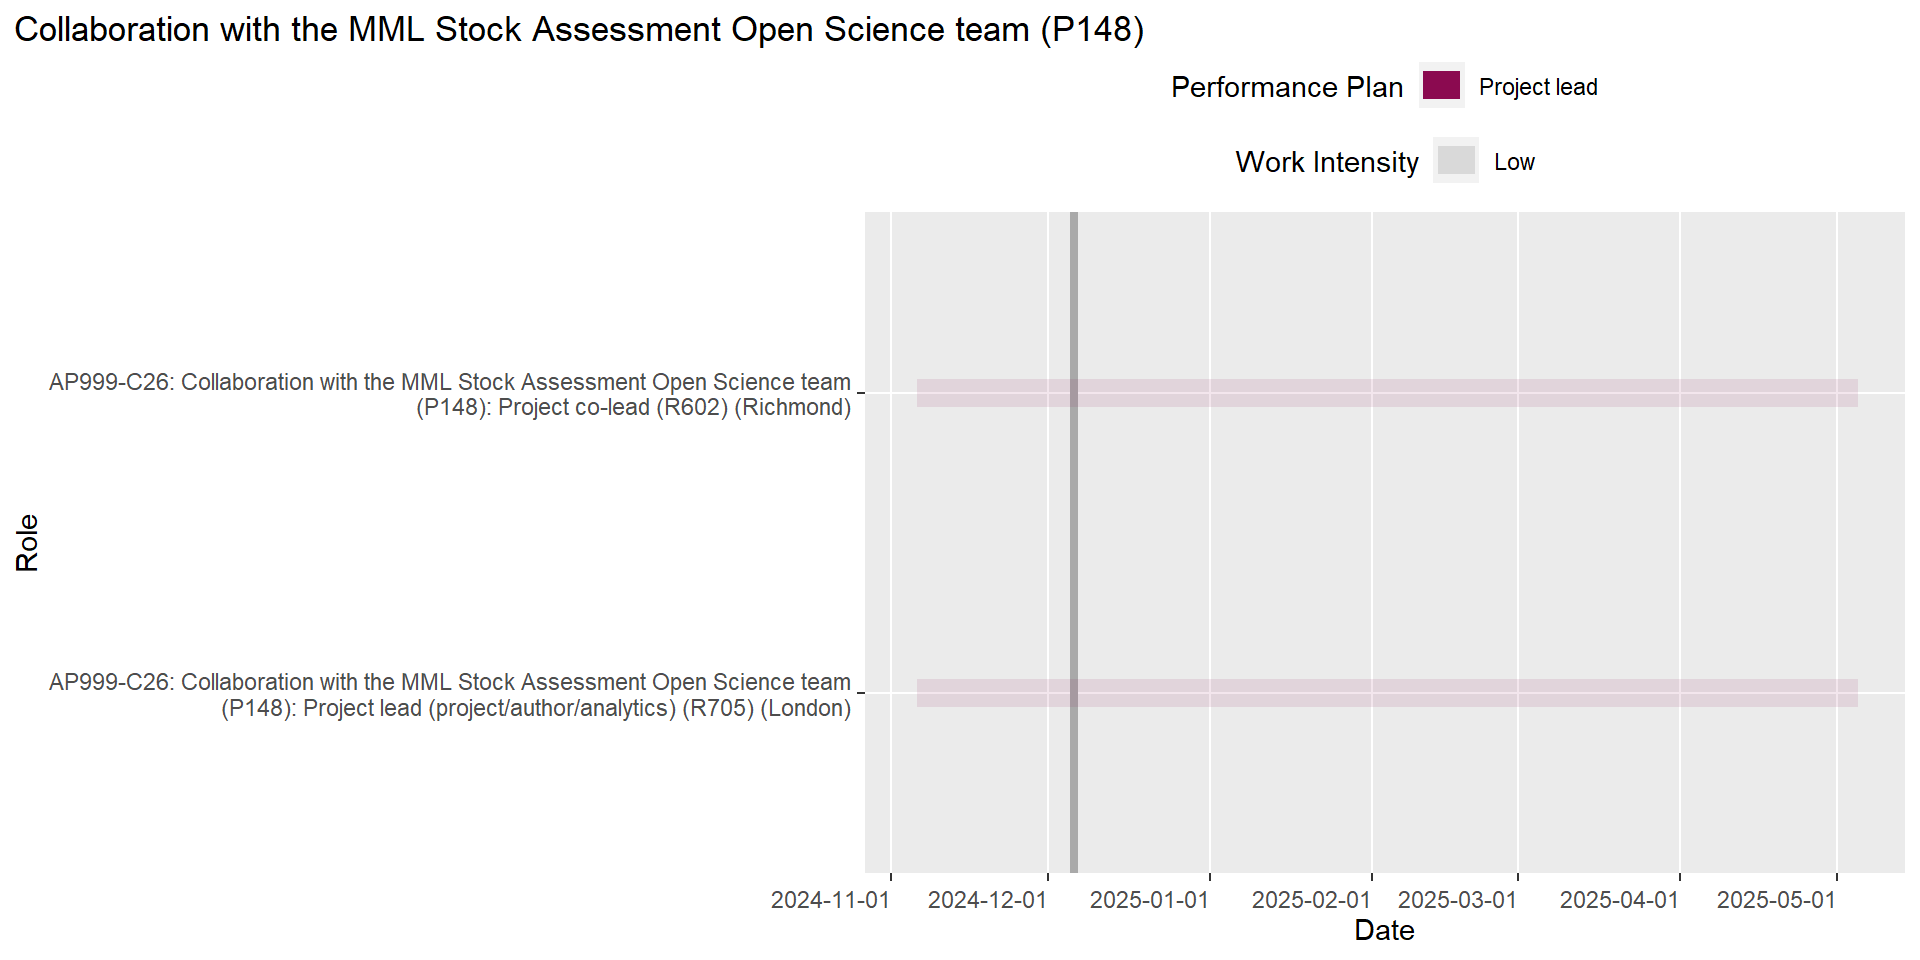 Collaboration with the MML Stock Assessment Open Science team (P148)
Performance Plan
Project lead
Work Intensity
Low
AP999-C26: Collaboration with the MML Stock Assessment Open Science team
(P148): Project co-lead (R602) (Richmond)
Role
AP999-C26: Collaboration with the MML Stock Assessment Open Science team
(P148): Project lead (project/author/analytics) (R705) (London)
2024-11-01
2024-12-01
2025-01-01
2025-02-01
2025-03-01
2025-04-01
2025-05-01
Date